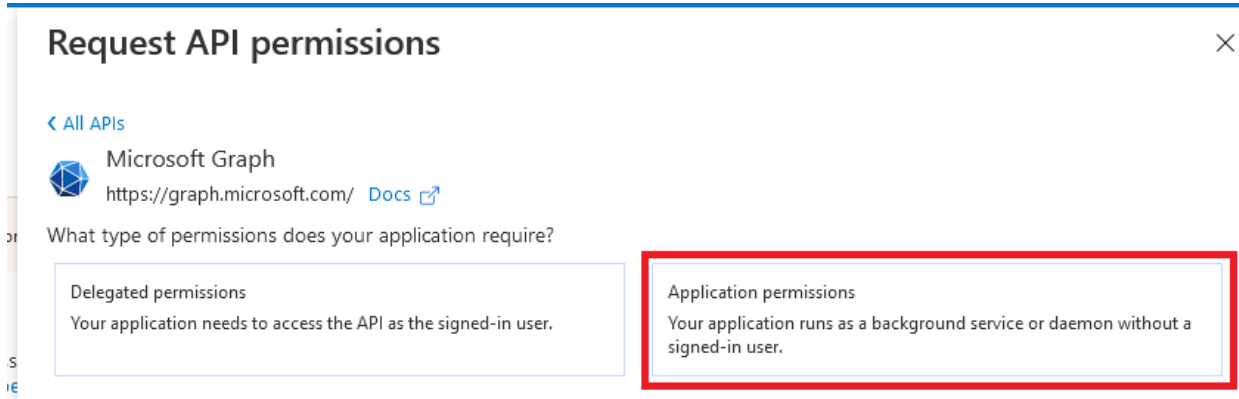 Request API permissions
All APIs
Microsoft Graph
https://graph.microsoft.com/ Docs
What type of permissions does your application require?
Delegated permissions
Your application needs to access the API as the signed-in user.
Application permissions
Your application runs as a background service or daemon without a
signed-in user.